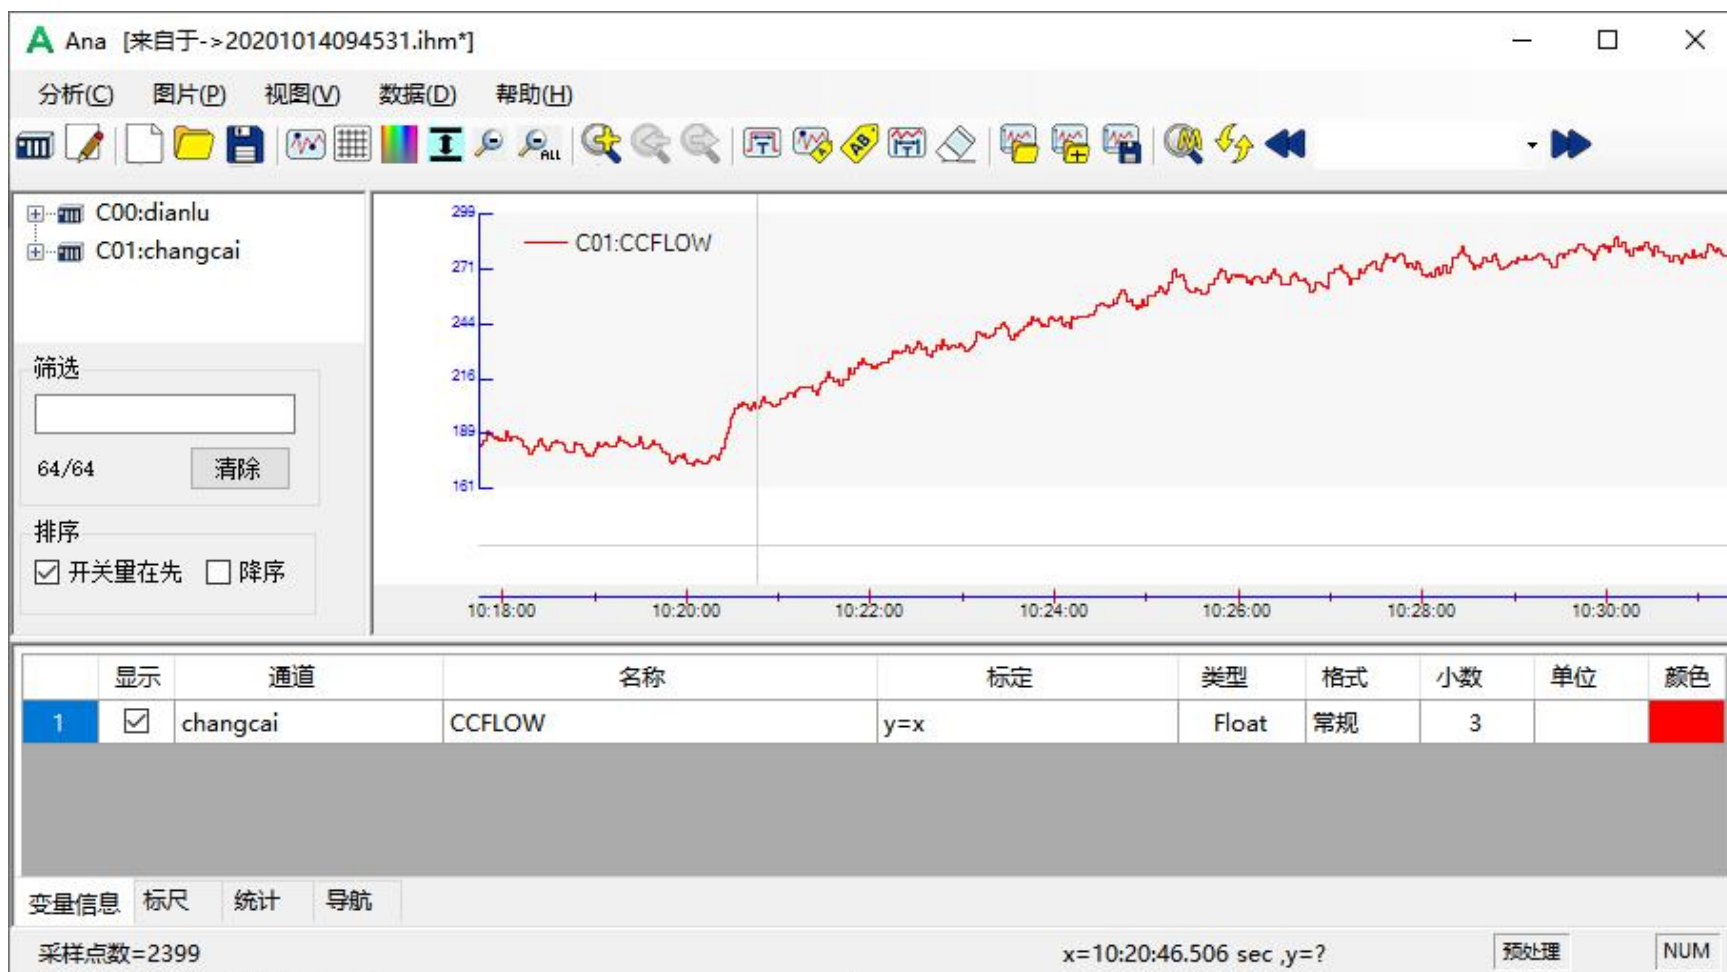 Ana [来自于->20201014094531.ihm*]
分析(C) 图片(P) 视图(V) 数据(D) 帮助(H)
ALL
C00:dianlu
C01:changcai
筛选
64/64 清除
排序
开关量在先 降序
C01:CCFLOW
299
271
244
216
189
161
10:18:00 10:20:00 10:22:00 10:24:00 10:26:00 10:28:00 10:30:00
显示 通道 名称 标定 类型 格式 小数 单位 颜色
1 changcai CCFLOW y=x Float 常规 3
变量信息 标尺 统计 导航
采样点数=2399 x=10:20:46.506 sec ,y=? 预处理 NUM